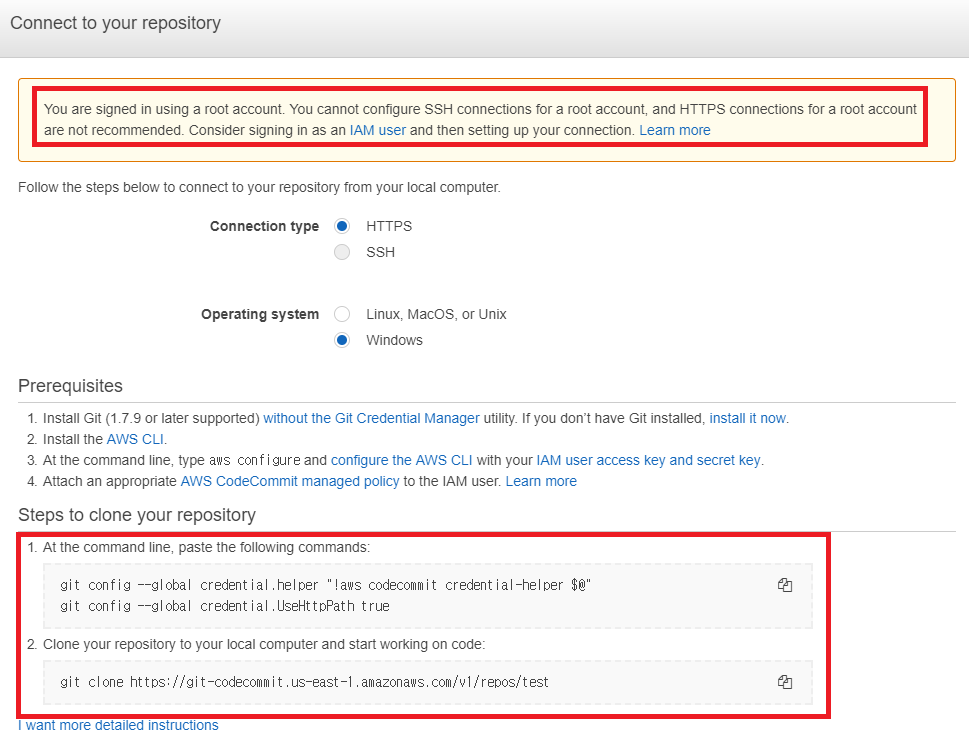 Connect to your repository
You are signed in using a root account. You cannot configure SSH connections for a root account, and HTTPS connections for a root account
are not recommended. Consider signing in as an IAM user and then setting up your connection. Learn more
Follow the steps below to connect to your repository from your local computer.
Connection type HTTPS
SSH
Operating system Linux, MacOS, or Unix
Windows
Prerequisites
1. Install Git (1.7.9 or later supported) without the Git Credential Manager utility. If you don't have Git installed, install it now.
2. Install the AWS CLI.
3. At the command line, type aws configure and configure the AWS CLI with your IAM user access key and secret key.
4. Attach an appropriate AWS CodeCommit managed policy to the IAM user. Learn more
Steps to clone your repository
1. At the command line, paste the following commands:
git config --global credential.helper "!aws codecommit credential-helper $@"
git config --global credential.UseHttpPath true
2. Clone your repository to your local computer and start working on code:
git clone https://git-codecommit.us-east-1.amazonaws.com/v1/repos/test
I want more detailed instructions